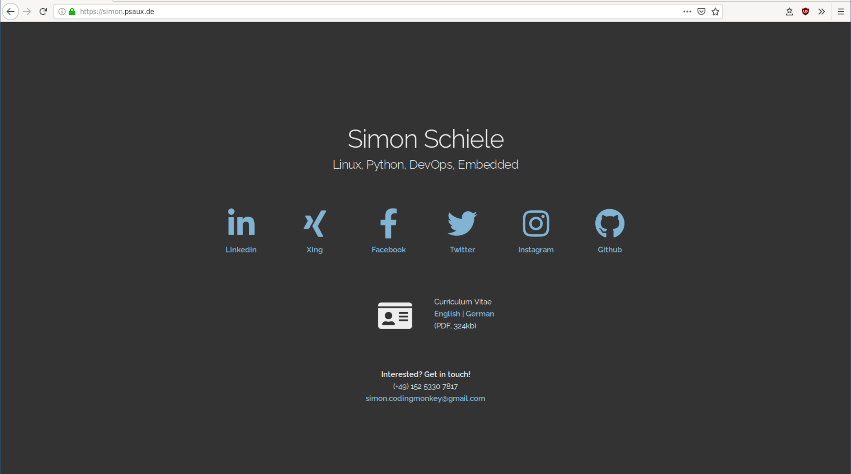 https://simon.psaux.de
Simon Schiele
Linux, Python, DevOps, Embedded
Linkedin
Xing
Facebook
Twitter
Instagram
Github
Curriculum Vitae
English | German
(PDF, 324kb)
Interested? Get in touch!
(+49) 152 5330 7817
simon.codingmonkey@gmail.com